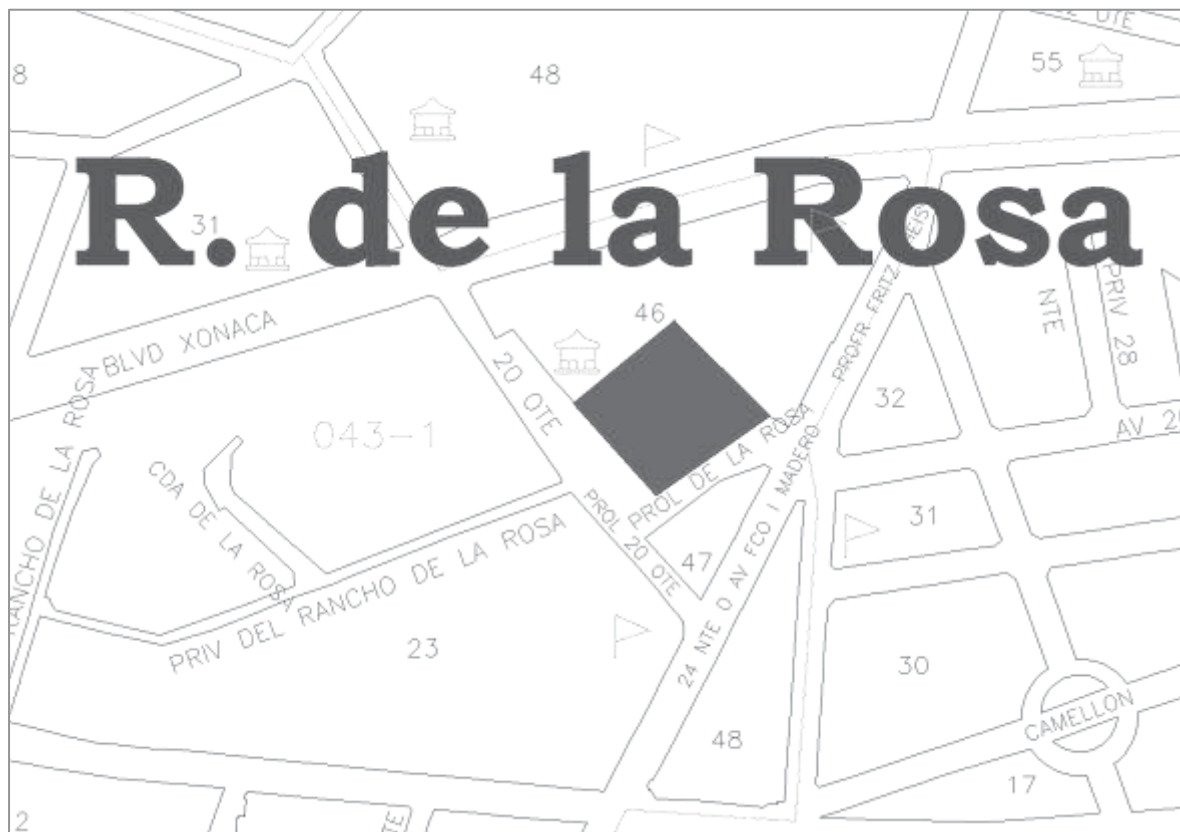 OTE
8
48
55
R. de la Rosa
31
46
BLVD XONACA
NTE
PRIV 28
PROFR FRITZ
20 OTE
32
043-1
AV
RANCHO DE LA ROSA
CDA DE LA ROSA
PROL DE LA ROSA
PROL 20 OTE
31
PRIV DEL RANCHO DE LA ROSA
47
24 NTE O AV FCO I MADERO
23
30
CAMELLON
48
17
2
TE